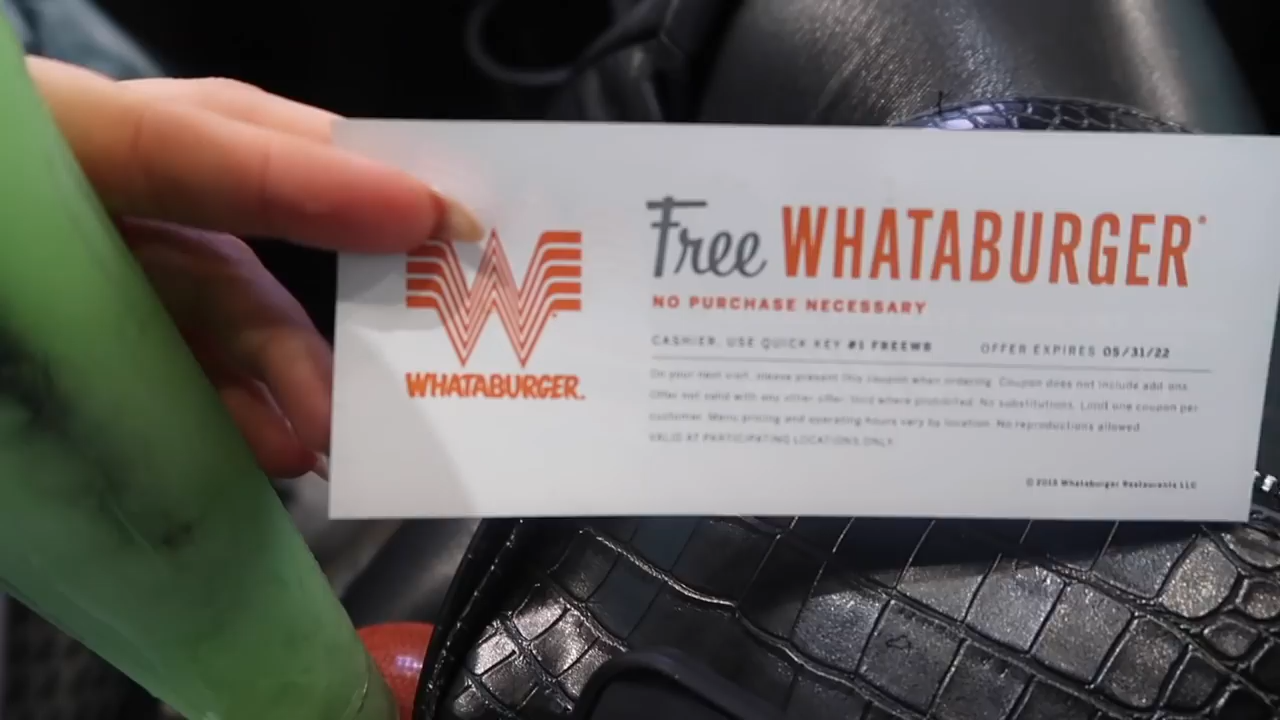 WHATABURGER.
Free WHATABURGER®
NO PURCHASE NECESSARY
CASHIER, USE QUICK KEY #1 FREEWB
OFFER EXPIRES 05/31/22
On your next visit, please present this coupon when ordering. Coupon does not include add ons.
Offer not valid with any other offer. Void where prohibited. No substitutions. Limit one coupon per
customer. Menu pricing and operating hours vary by location. No reproductions allowed.
VALID AT PARTICIPATING LOCATIONS ONLY.
Whataburger Restaurants LLC